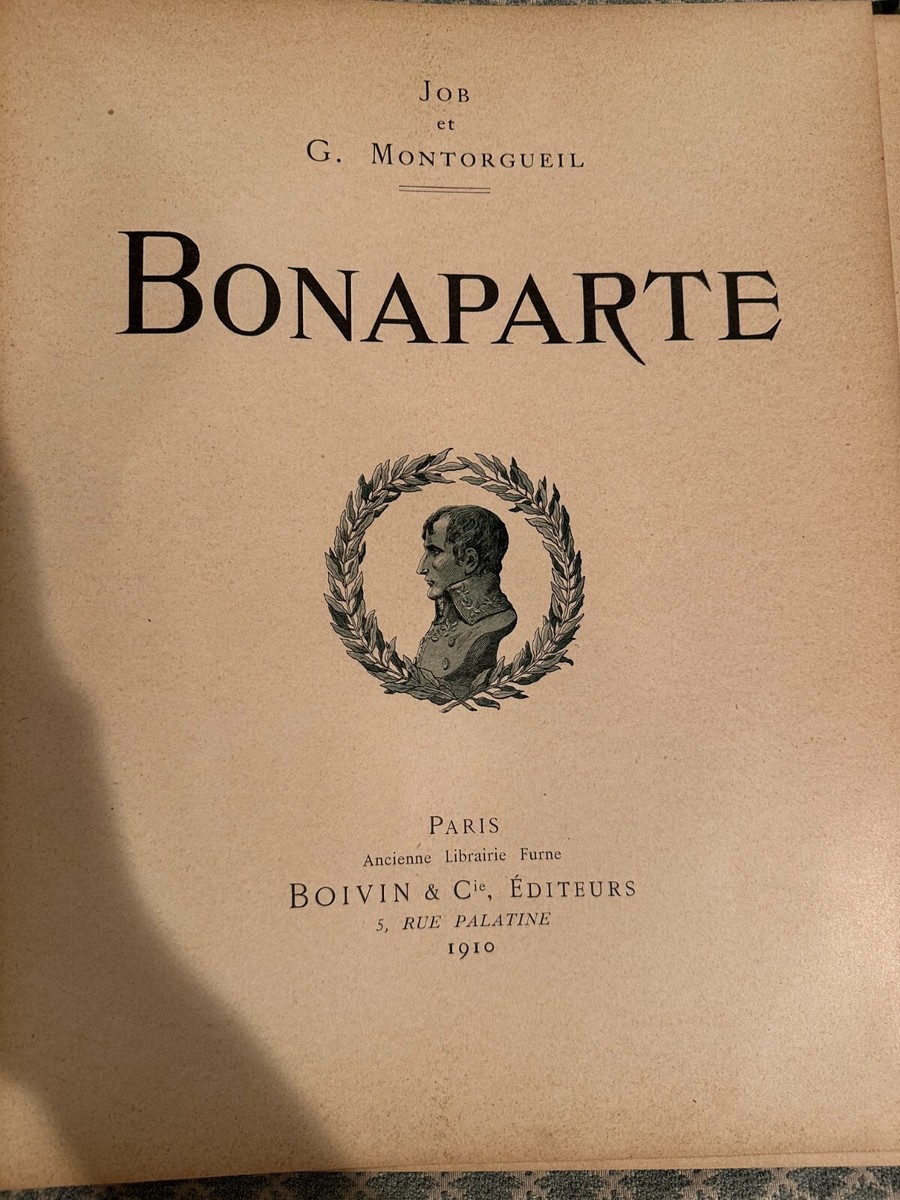 Job
et
G. Montorgueil
Bonaparte
Paris
Ancienne Librairie Furne
Boivin & Cie, Éditeurs
5, RUE PALATINE
1910